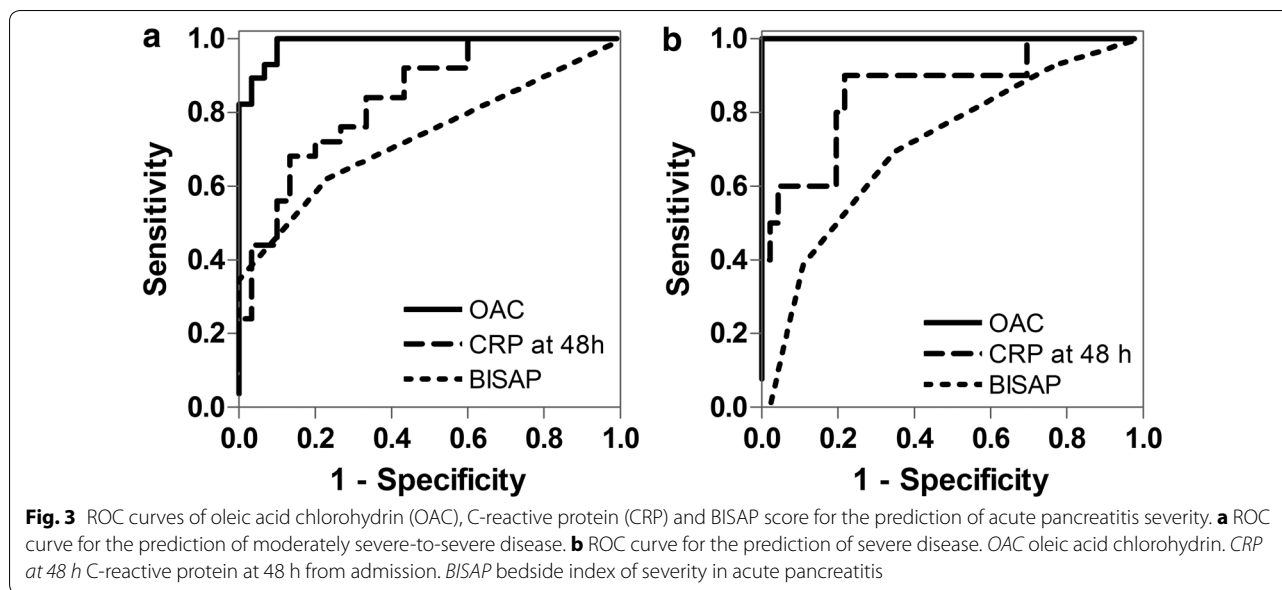 a
1.0
0.8
0.6
0.4
0.2
0.0
Sensitivity
OAC
CRP at 48h
BISAP
0.0 0.2 0.4 0.6 0.8 1.0
1 - Specificity
b
1.0
0.8
0.6
0.4
0.2
0.0
Sensitivity
OAC
CRP at 48 h
BISAP
0.0 0.2 0.4 0.6 0.8 1.0
1 - Specificity
Fig. 3 ROC curves of oleic acid chlorohydrin (OAC), C-reactive protein (CRP) and BISAP score for the prediction of acute pancreatitis severity. a ROC
curve for the prediction of moderately severe-to-severe disease. b ROC curve for the prediction of severe disease. OAC oleic acid chlorohydrin. CRP
at 48 h C-reactive protein at 48 h from admission. BISAP bedside index of severity in acute pancreatitis